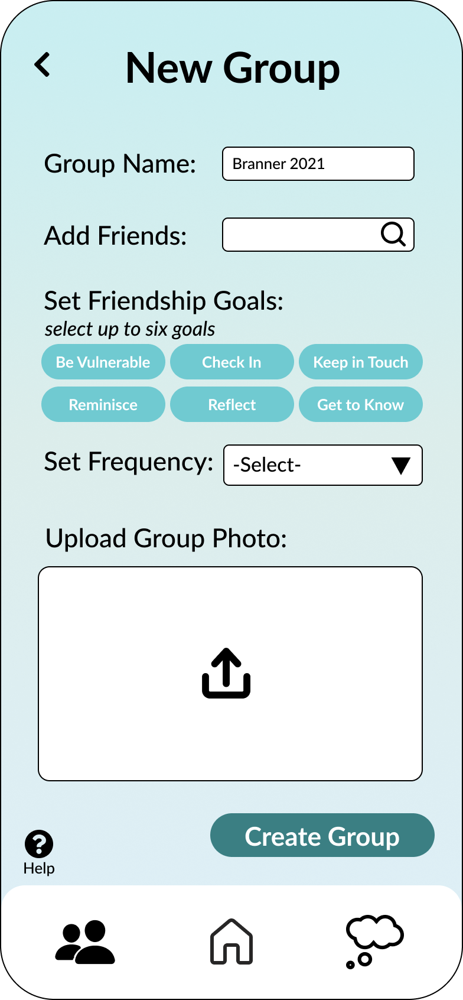 New Group
Group Name: Branner 2021
Add Friends:
Set Friendship Goals:
select up to six goals
Be Vulnerable Check In Keep in Touch
Reminisce Reflect Get to Know
Set Frequency: -Select-
Upload Group Photo:
Create Group
Help